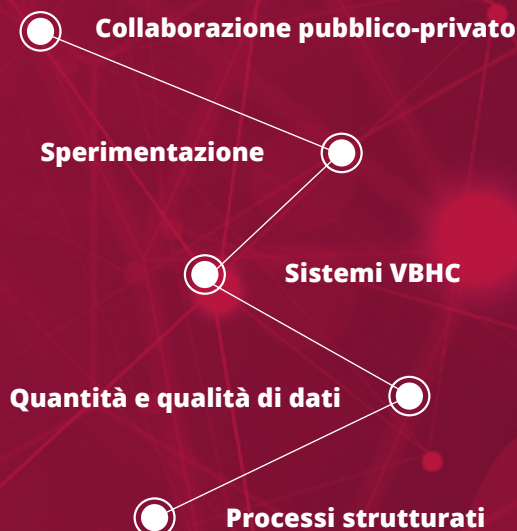 Collaborazione pubblico-privato
Sperimentazione
Sistemi VBHC
Quantità e qualità di dati
Processi strutturati